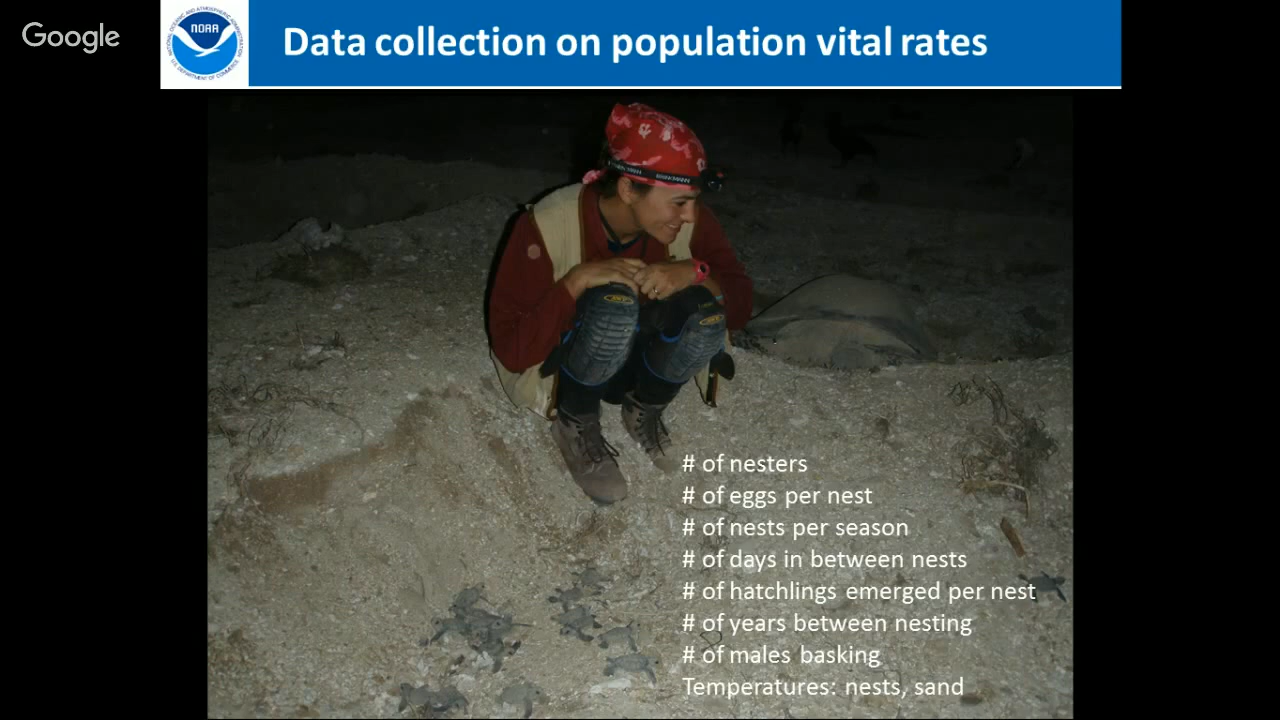 Google
NOAA
Data collection on population vital rates
# of nesters
# of eggs per nest
# of nests per season
# of days in between nests
# of hatchlings emerged per nest
# of years between nesting
# of males basking
Temperatures: nests, sand